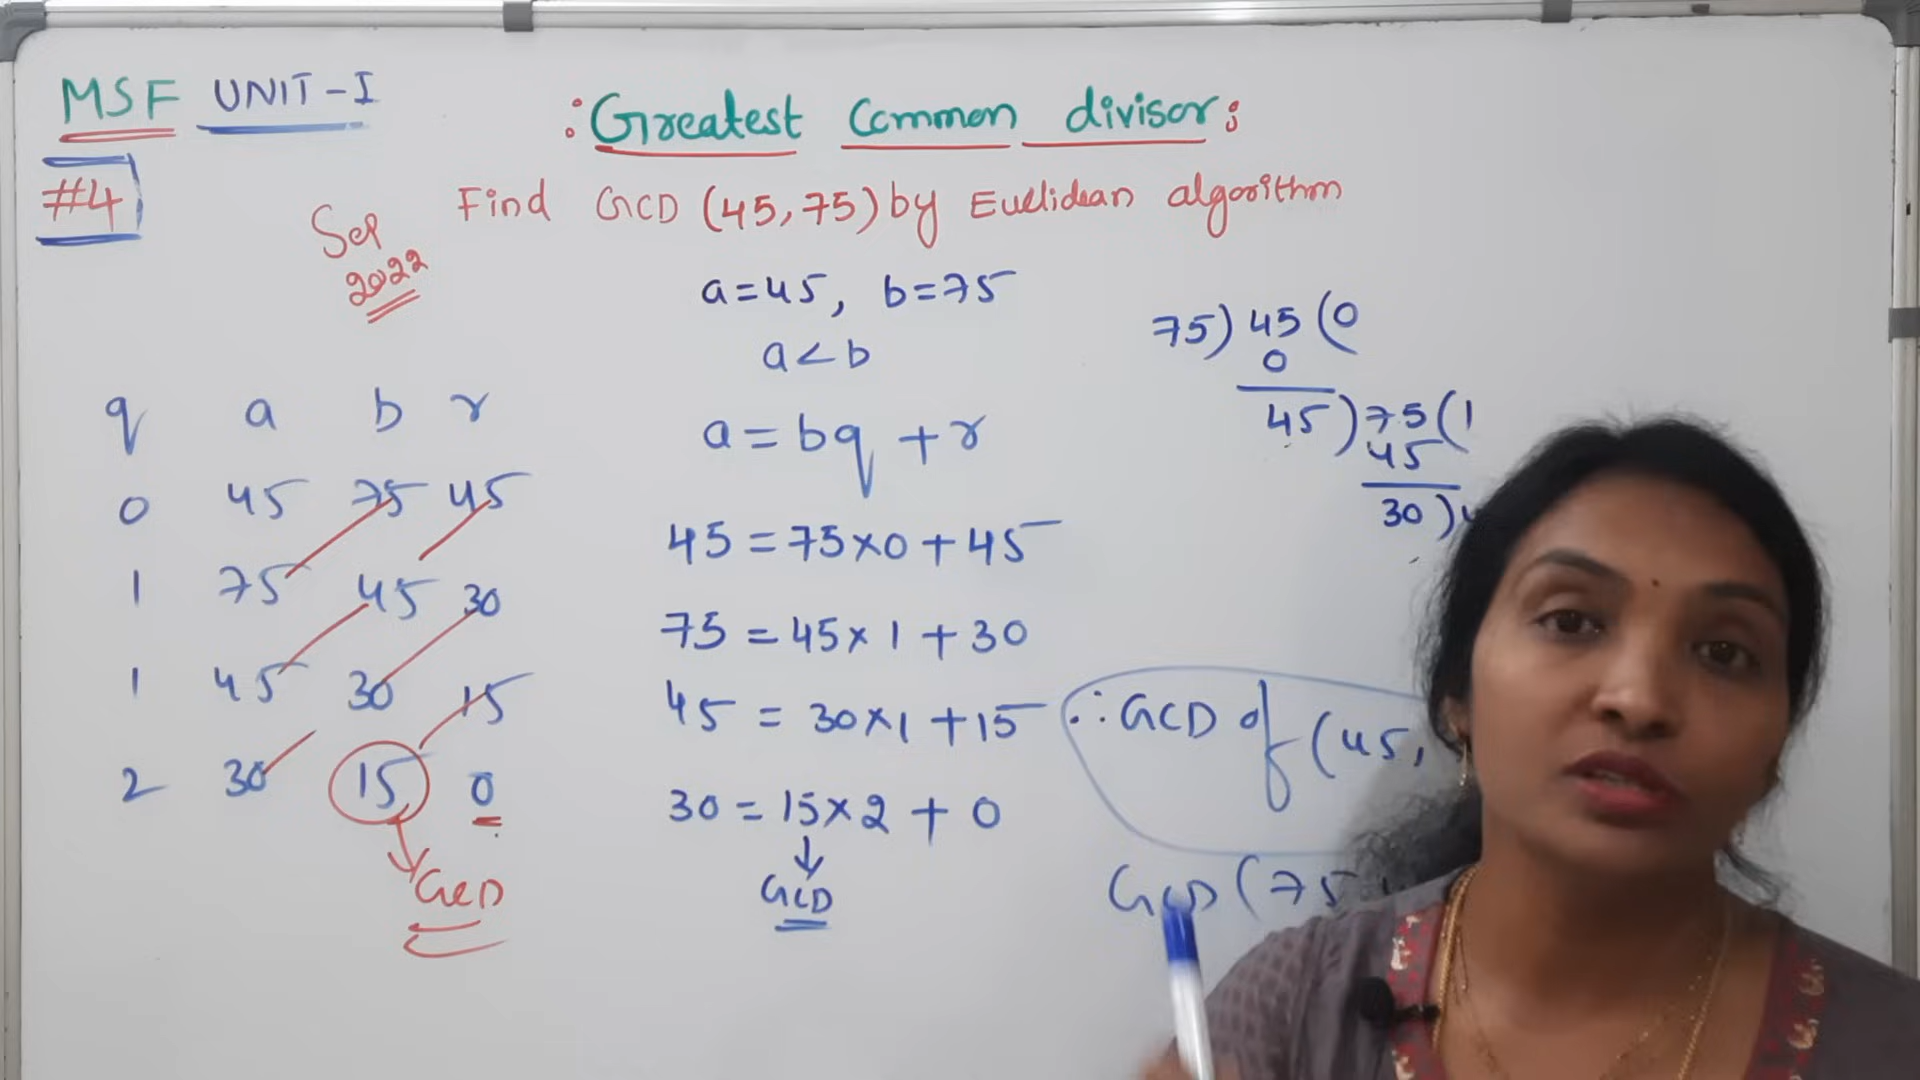 MSF UNIT-I
:Greatest Common divisor:
#4
Sep
2022
Find GCD (45,75) by Euclidean algorithm
a=45, b=75
a<b
a = bq + r
45 = 75×0 + 45
75 = 45×1 + 30
45 = 30×1 + 15
30 = 15×2 + 0
GCD
q a b r
0 45 75 45
1 75 45 30
1 45 30 15
2 30 15 0
GCD
75) 45 (0
0
45) 75 (1
45
30)
∴ GCD of (45,
GCD (75